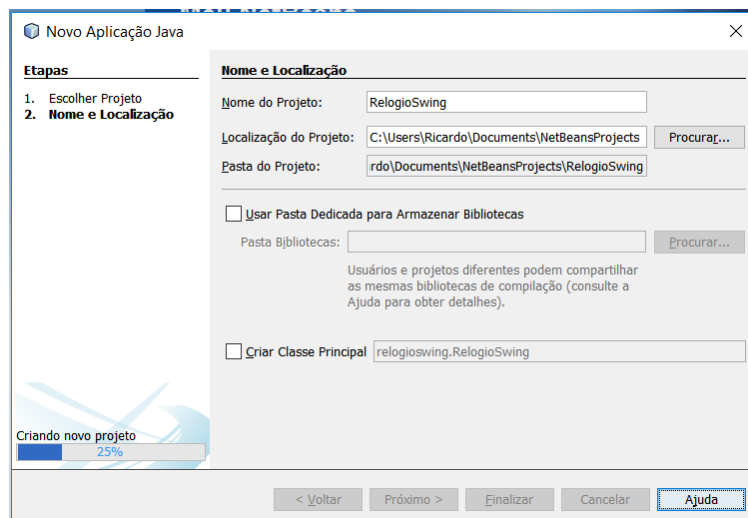 Novo Aplicação Java
Etapas
1. Escolher Projeto
2. Nome e Localização
Criando novo projeto
25%
Nome e Localização
Nome do Projeto: RelogioSwing
Localização do Projeto: C:\Users\Ricardo\Documents\NetBeansProjects Procurar...
Pasta do Projeto: rdo\Documents\NetBeansProjects\RelogioSwing
Usar Pasta Dedicada para Armazenar Bibliotecas
Pasta Bibliotecas: Procurar...
Usuários e projetos diferentes podem compartilhar
as mesmas bibliotecas de compilação (consulte a
Ajuda para obter detalhes).
Criar Classe Principal relogioswing.RelogioSwing
< Voltar Próximo > Finalizar Cancelar Ajuda